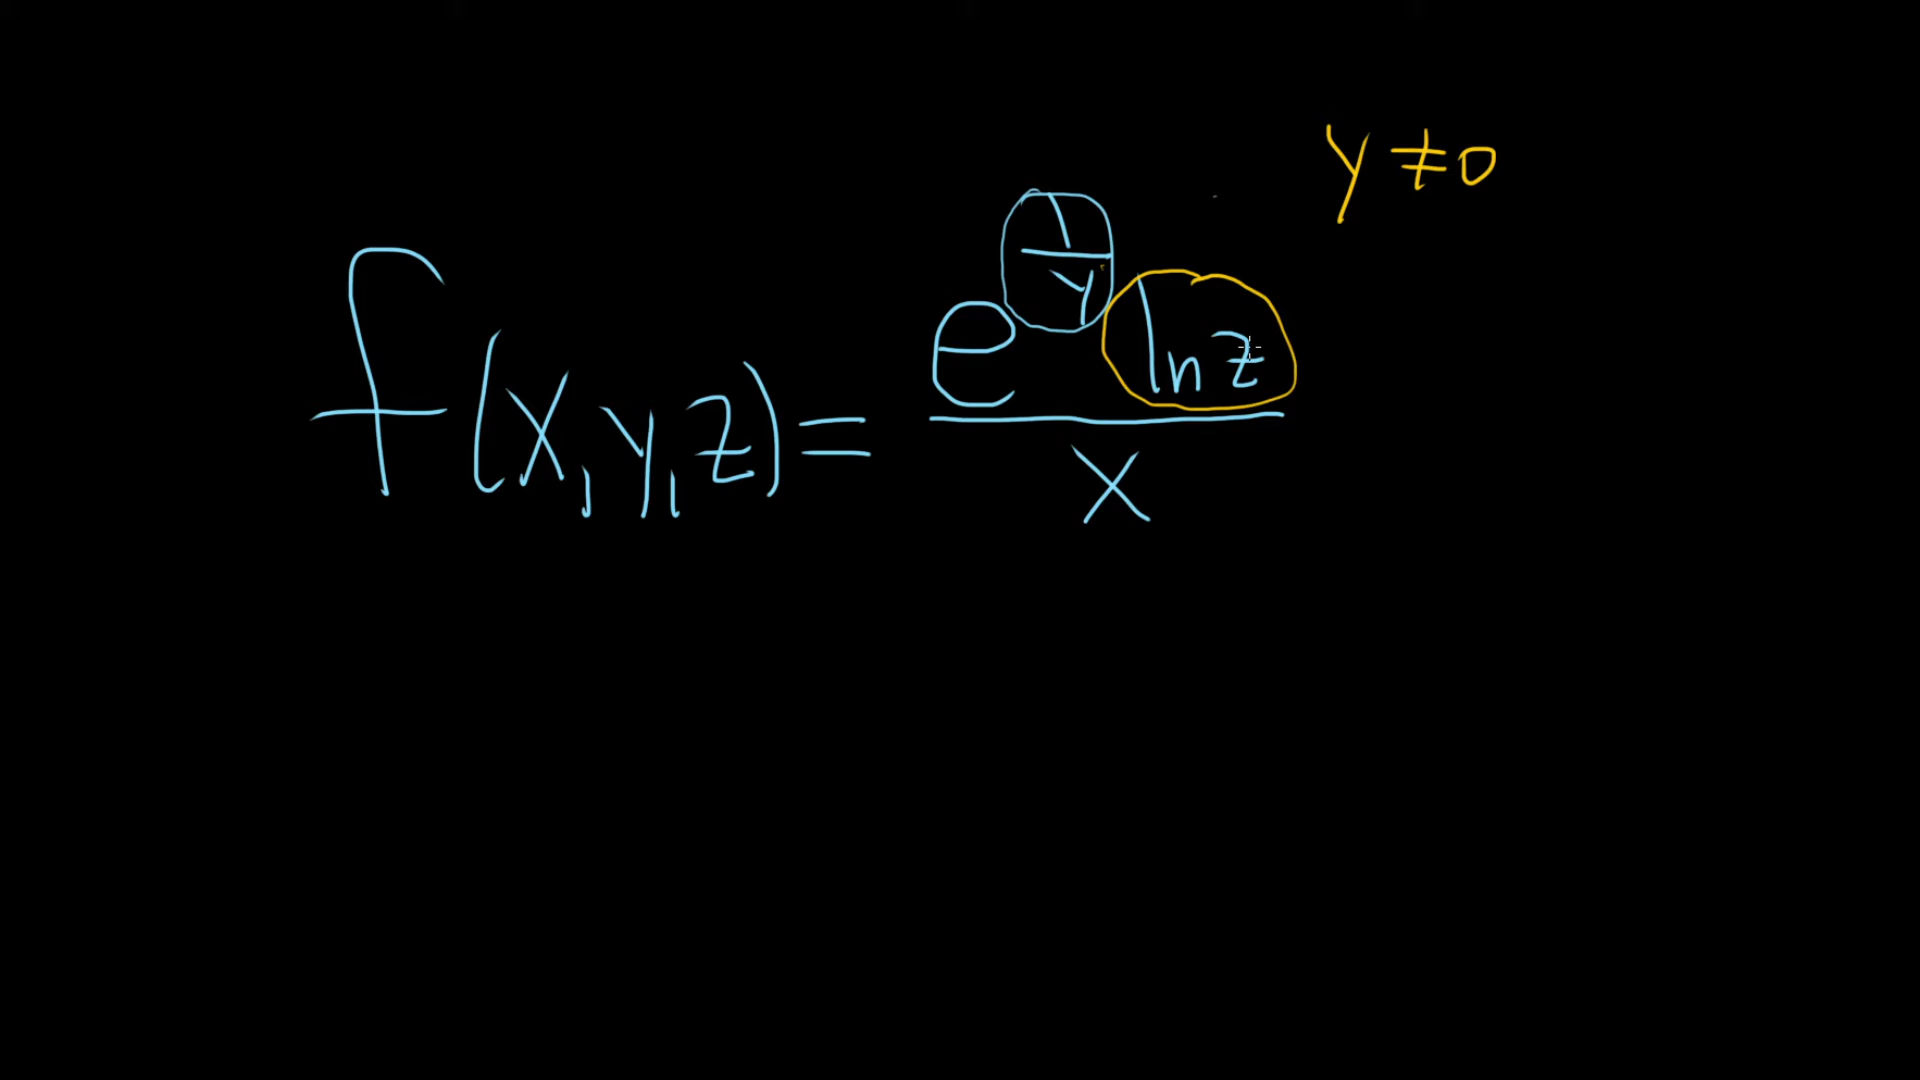 y ≠ 0
f(x,y,z) = e^(1/y) ln z / x